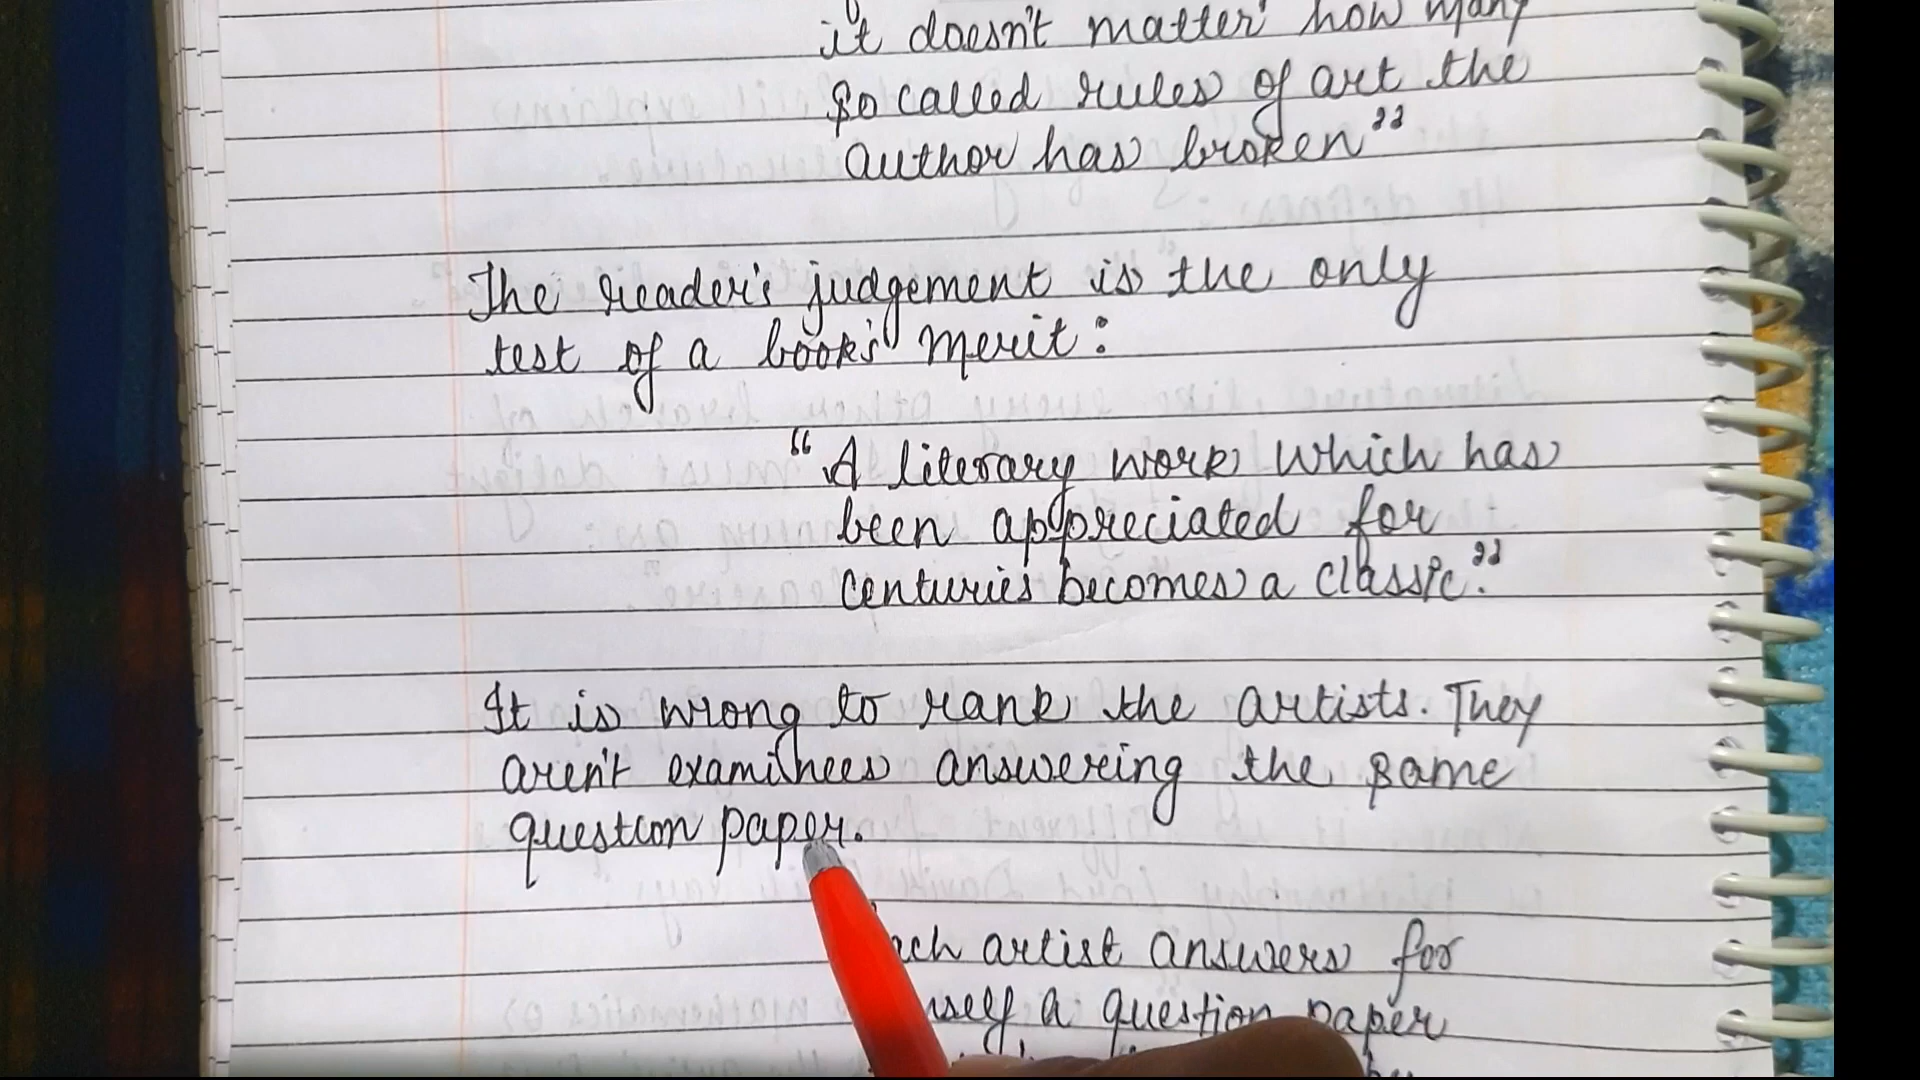 it doesn't matter how many
so called rules of art the
author has broken"
The reader's judgement is the only
test of a book's merit:
"A literary work which has
been appreciated for
centuries becomes a classic."
It is wrong to rank the artists. They
aren't examinees answering the same
question paper.
artist answers for
a question paper